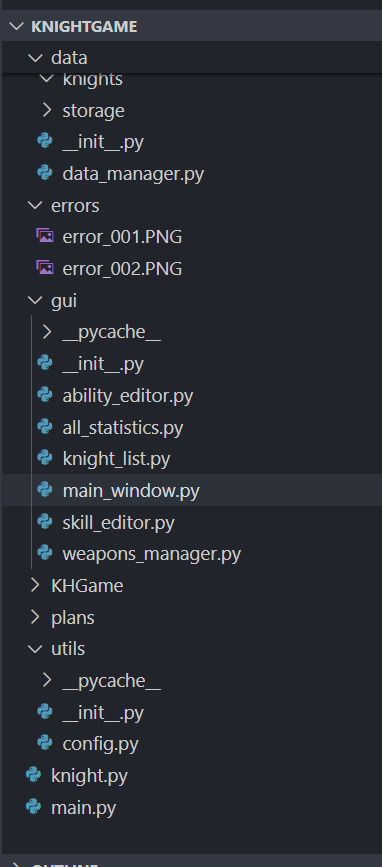 KNIGHTGAME
data
knights
storage
__init__.py
data_manager.py
errors
error_001.PNG
error_002.PNG
gui
__pycache__
__init__.py
ability_editor.py
all_statistics.py
knight_list.py
main_window.py
skill_editor.py
weapons_manager.py
KHGame
plans
utils
__pycache__
__init__.py
config.py
knight.py
main.py
OUTLINE